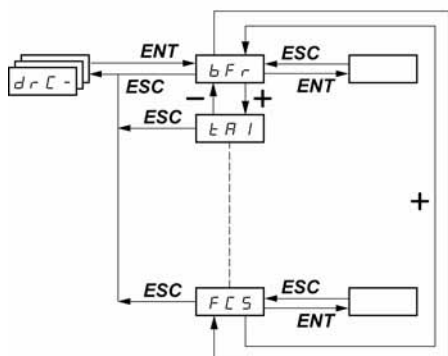 ENT
ESC
drC-
bFr
ESC
ENT
- +
ESC
tAI
+
ESC
FCS
ESC
ENT